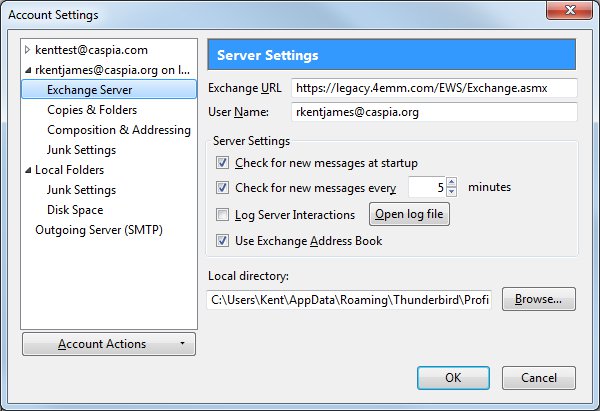 Account Settings
kenttest@caspia.com
rkentjames@caspia.org on l...
Exchange Server
Copies & Folders
Composition & Addressing
Junk Settings
Local Folders
Junk Settings
Disk Space
Outgoing Server (SMTP)
Account Actions
Server Settings
Exchange URL https://legacy.4emm.com/EWS/Exchange.asmx
User Name: rkentjames@caspia.org
Server Settings
Check for new messages at startup
Check for new messages every 5 minutes
Log Server Interactions Open log file
Use Exchange Address Book
Local directory:
C:\Users\Kent\AppData\Roaming\Thunderbird\Profi Browse...
OK Cancel